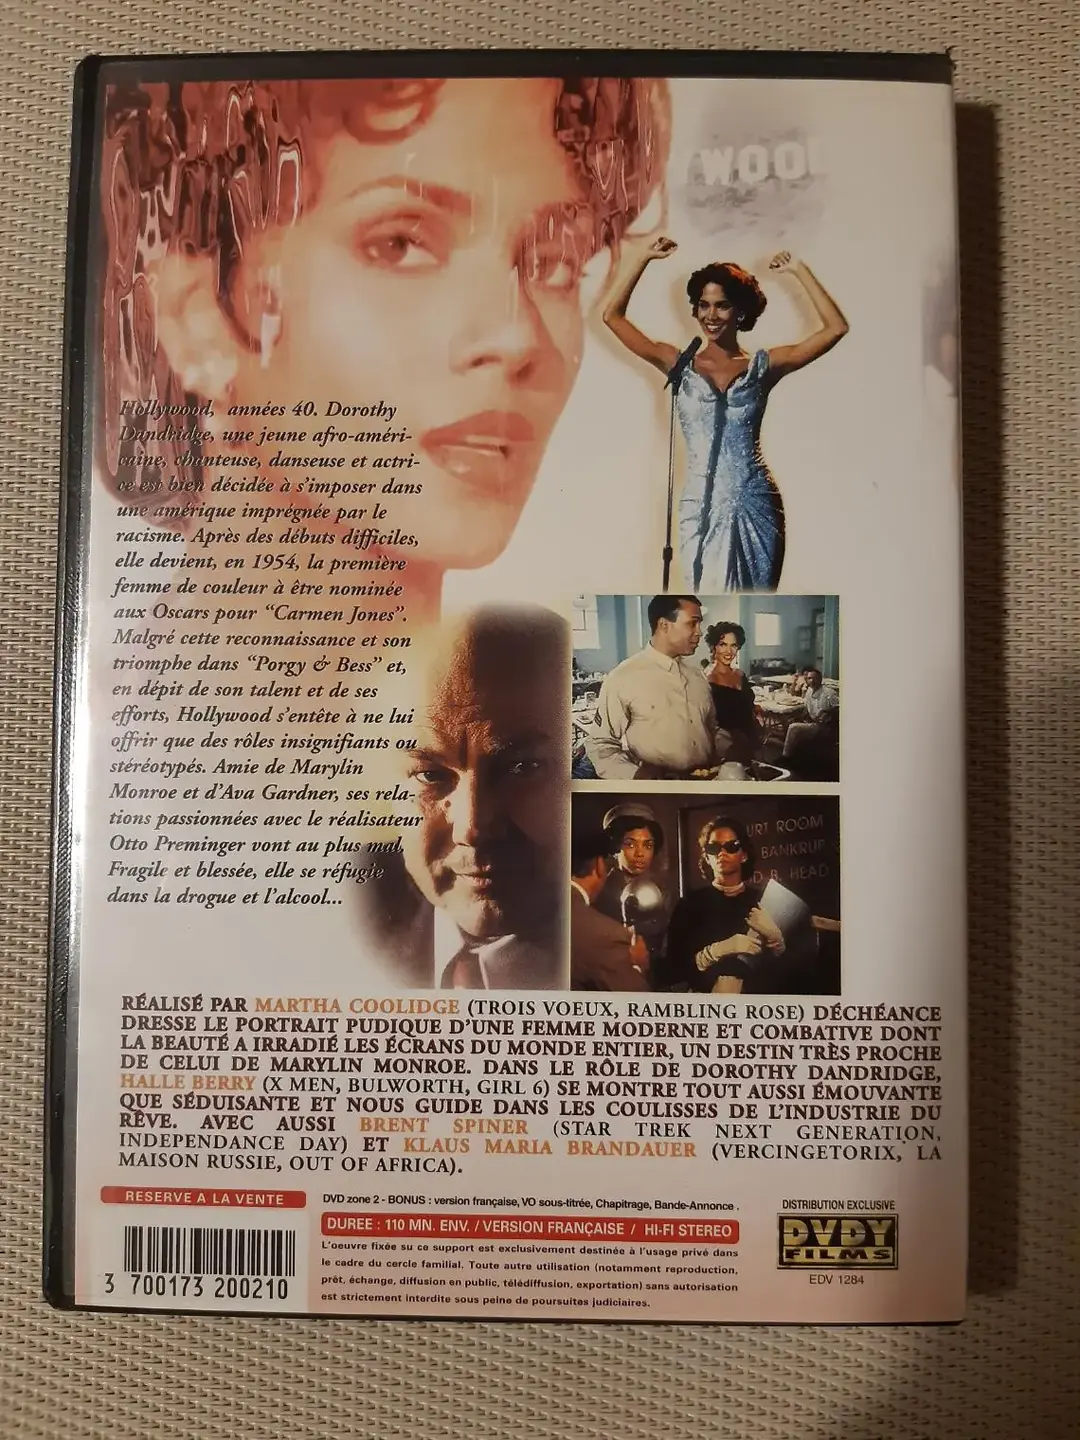 WOO
Hollywood, années 40. Dorothy
Dandridge, une jeune afro-améri-
caine, chanteuse, danseuse et actri-
ce est bien décidée à s'imposer dans
une amérique imprégnée par le
racisme. Après des débuts difficiles,
elle devient, en 1954, la première
femme de couleur à être nominée
aux Oscars pour "Carmen Jones".
Malgré cette reconnaissance et son
triomphe dans "Porgy & Bess" et,
en dépit de son talent et de ses
efforts, Hollywood s'entête à ne lui
offrir que des rôles insignifiants ou
stéréotypés. Amie de Marylin
Monroe et d'Ava Gardner, ses rela-
tions passionnées avec le réalisateur
Otto Preminger vont au plus mal.
Fragile et blessée, elle se réfugie
dans la drogue et l'alcool...
URT ROOM
BANKRUP
D B. HEAD
RÉALISÉ PAR MARTHA COOLIDGE (TROIS VOEUX, RAMBLING ROSE) DÉCHÉANCE
DRESSE LE PORTRAIT PUDIQUE D'UNE FEMME MODERNE ET COMBATIVE DONT
LA BEAUTÉ A IRRADIÉ LES ÉCRANS DU MONDE ENTIER, UN DESTIN TRÈS PROCHE
DE CELUI DE MARYLIN MONROE. DANS LE RÔLE DE DOROTHY DANDRIDGE,
HALLE BERRY (X MEN, BULWORTH, GIRL 6) SE MONTRE TOUT AUSSI ÉMOUVANTE
QUE SÉDUISANTE ET NOUS GUIDE DANS LES COULISSES DE L'INDUSTRIE DU
RÊVE. AVEC AUSSI BRENT SPINER (STAR TREK NEXT GENERATION,
INDEPENDANCE DAY) ET KLAUS MARIA BRANDAUER (VERCINGETORIX, LA
MAISON RUSSIE, OUT OF AFRICA).
RESERVE A LA VENTE
3 700173 200210
DVD zone 2 - BONUS : version française, VO sous-titrée, Chapitrage, Bande-Annonce .
DUREE : 110 MN. ENV. / VERSION FRANÇAISE / HI-FI STEREO
L'oeuvre fixée su ce support est exclusivement destinée à l'usage privé dans
le cadre du cercle familial. Toute autre utilisation (notamment reproduction,
prêt, échange, diffusion en public, télédiffusion, exportation) sans autorisation
est strictement interdite sous peine de poursuites judiciaires.
DISTRIBUTION EXCLUSIVE
DVDY
FILMS
EDV 1284